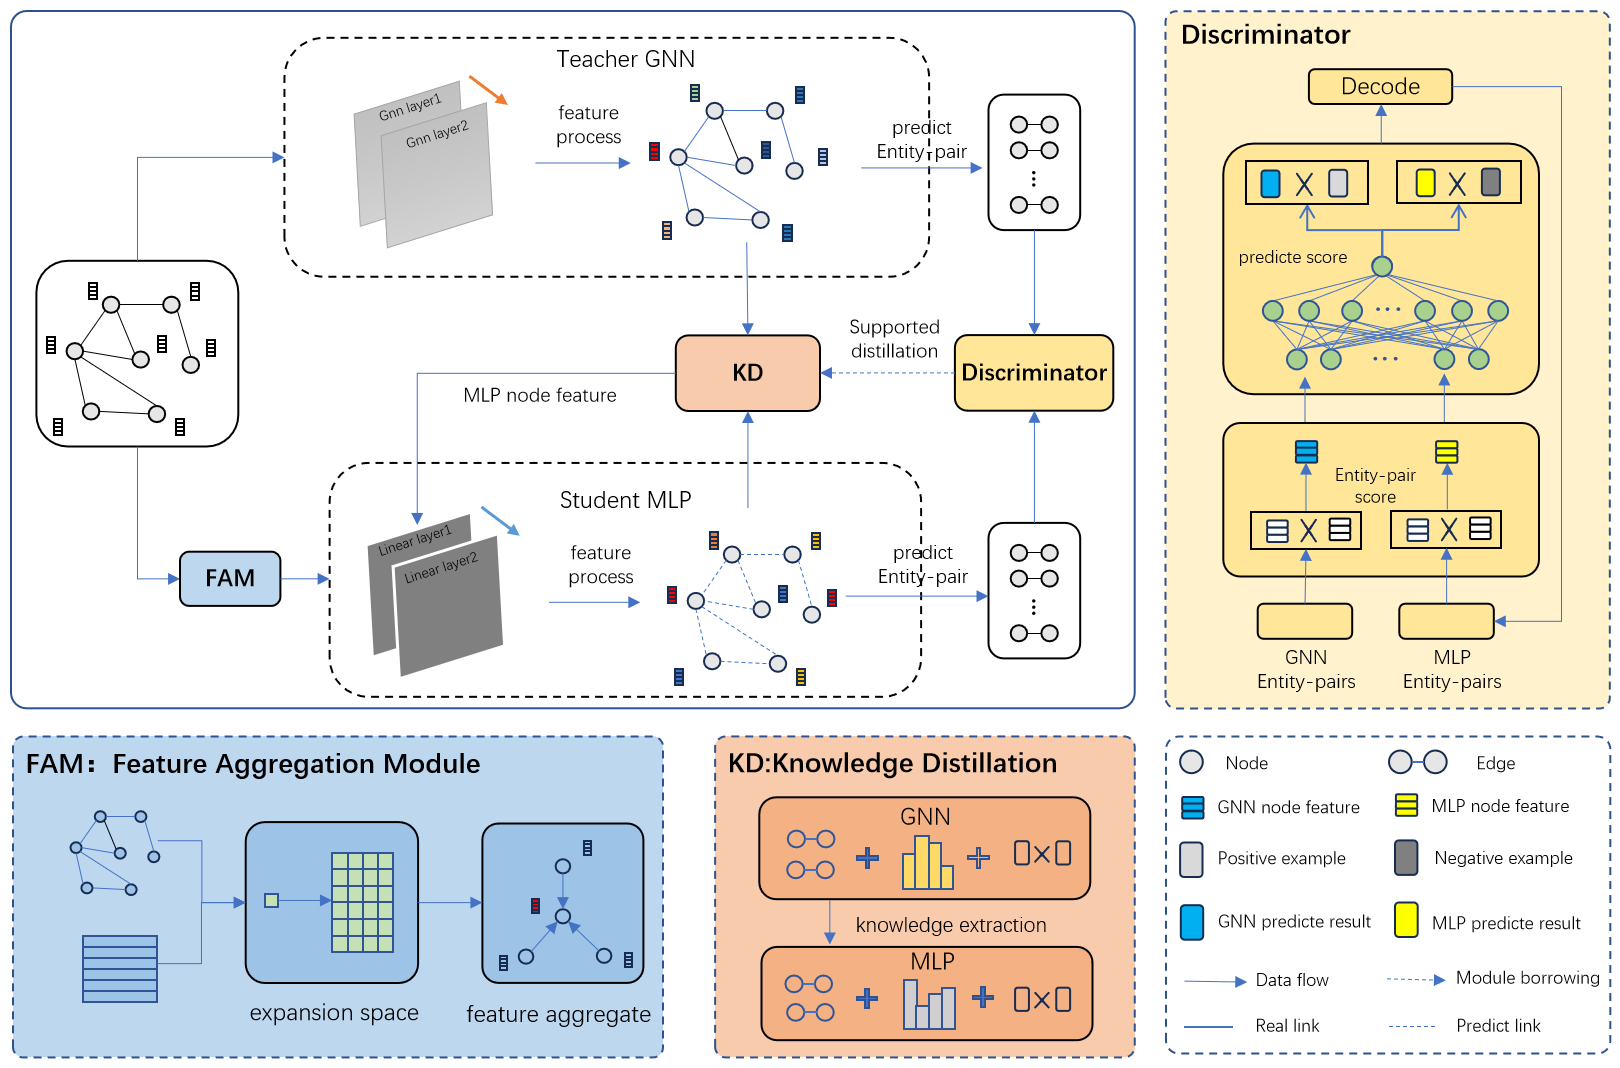 Teacher GNN
Gnn layer1
Gnn layer2
feature
process
predict
Entity-pair
KD
Supported
distillation
Discriminator
MLP node feature
Student MLP
FAM
Linear layer1
Linear layer2
feature
process
predict
Entity-pair
Discriminator
Decode
predicte score
Entity-pair
score
GNN
Entity-pairs
MLP
Entity-pairs
FAM：Feature Aggregation Module
expansion space
feature aggregate
KD:Knowledge Distillation
GNN
knowledge extraction
MLP
Node
Edge
GNN node feature
MLP node feature
Positive example
Negative example
GNN predicte result
MLP predicte result
Data flow
Module borrowing
Real link
Predict link